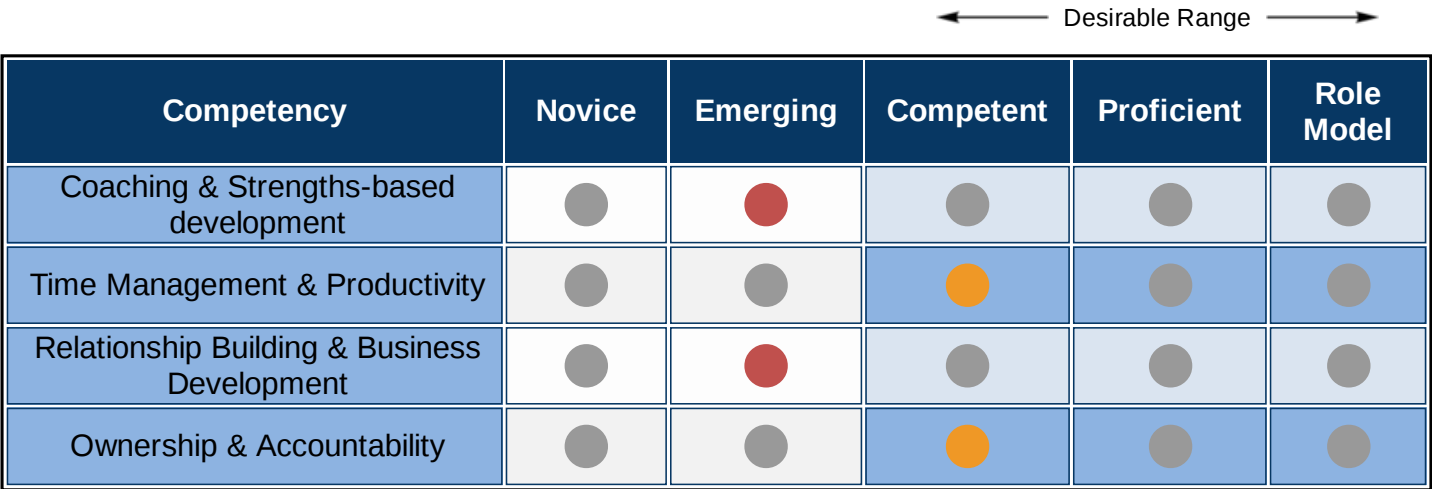 Desirable Range
Competency Novice Emerging Competent Proficient Role Model
Coaching & Strengths-based
development
Time Management & Productivity
Relationship Building & Business
Development
Ownership & Accountability